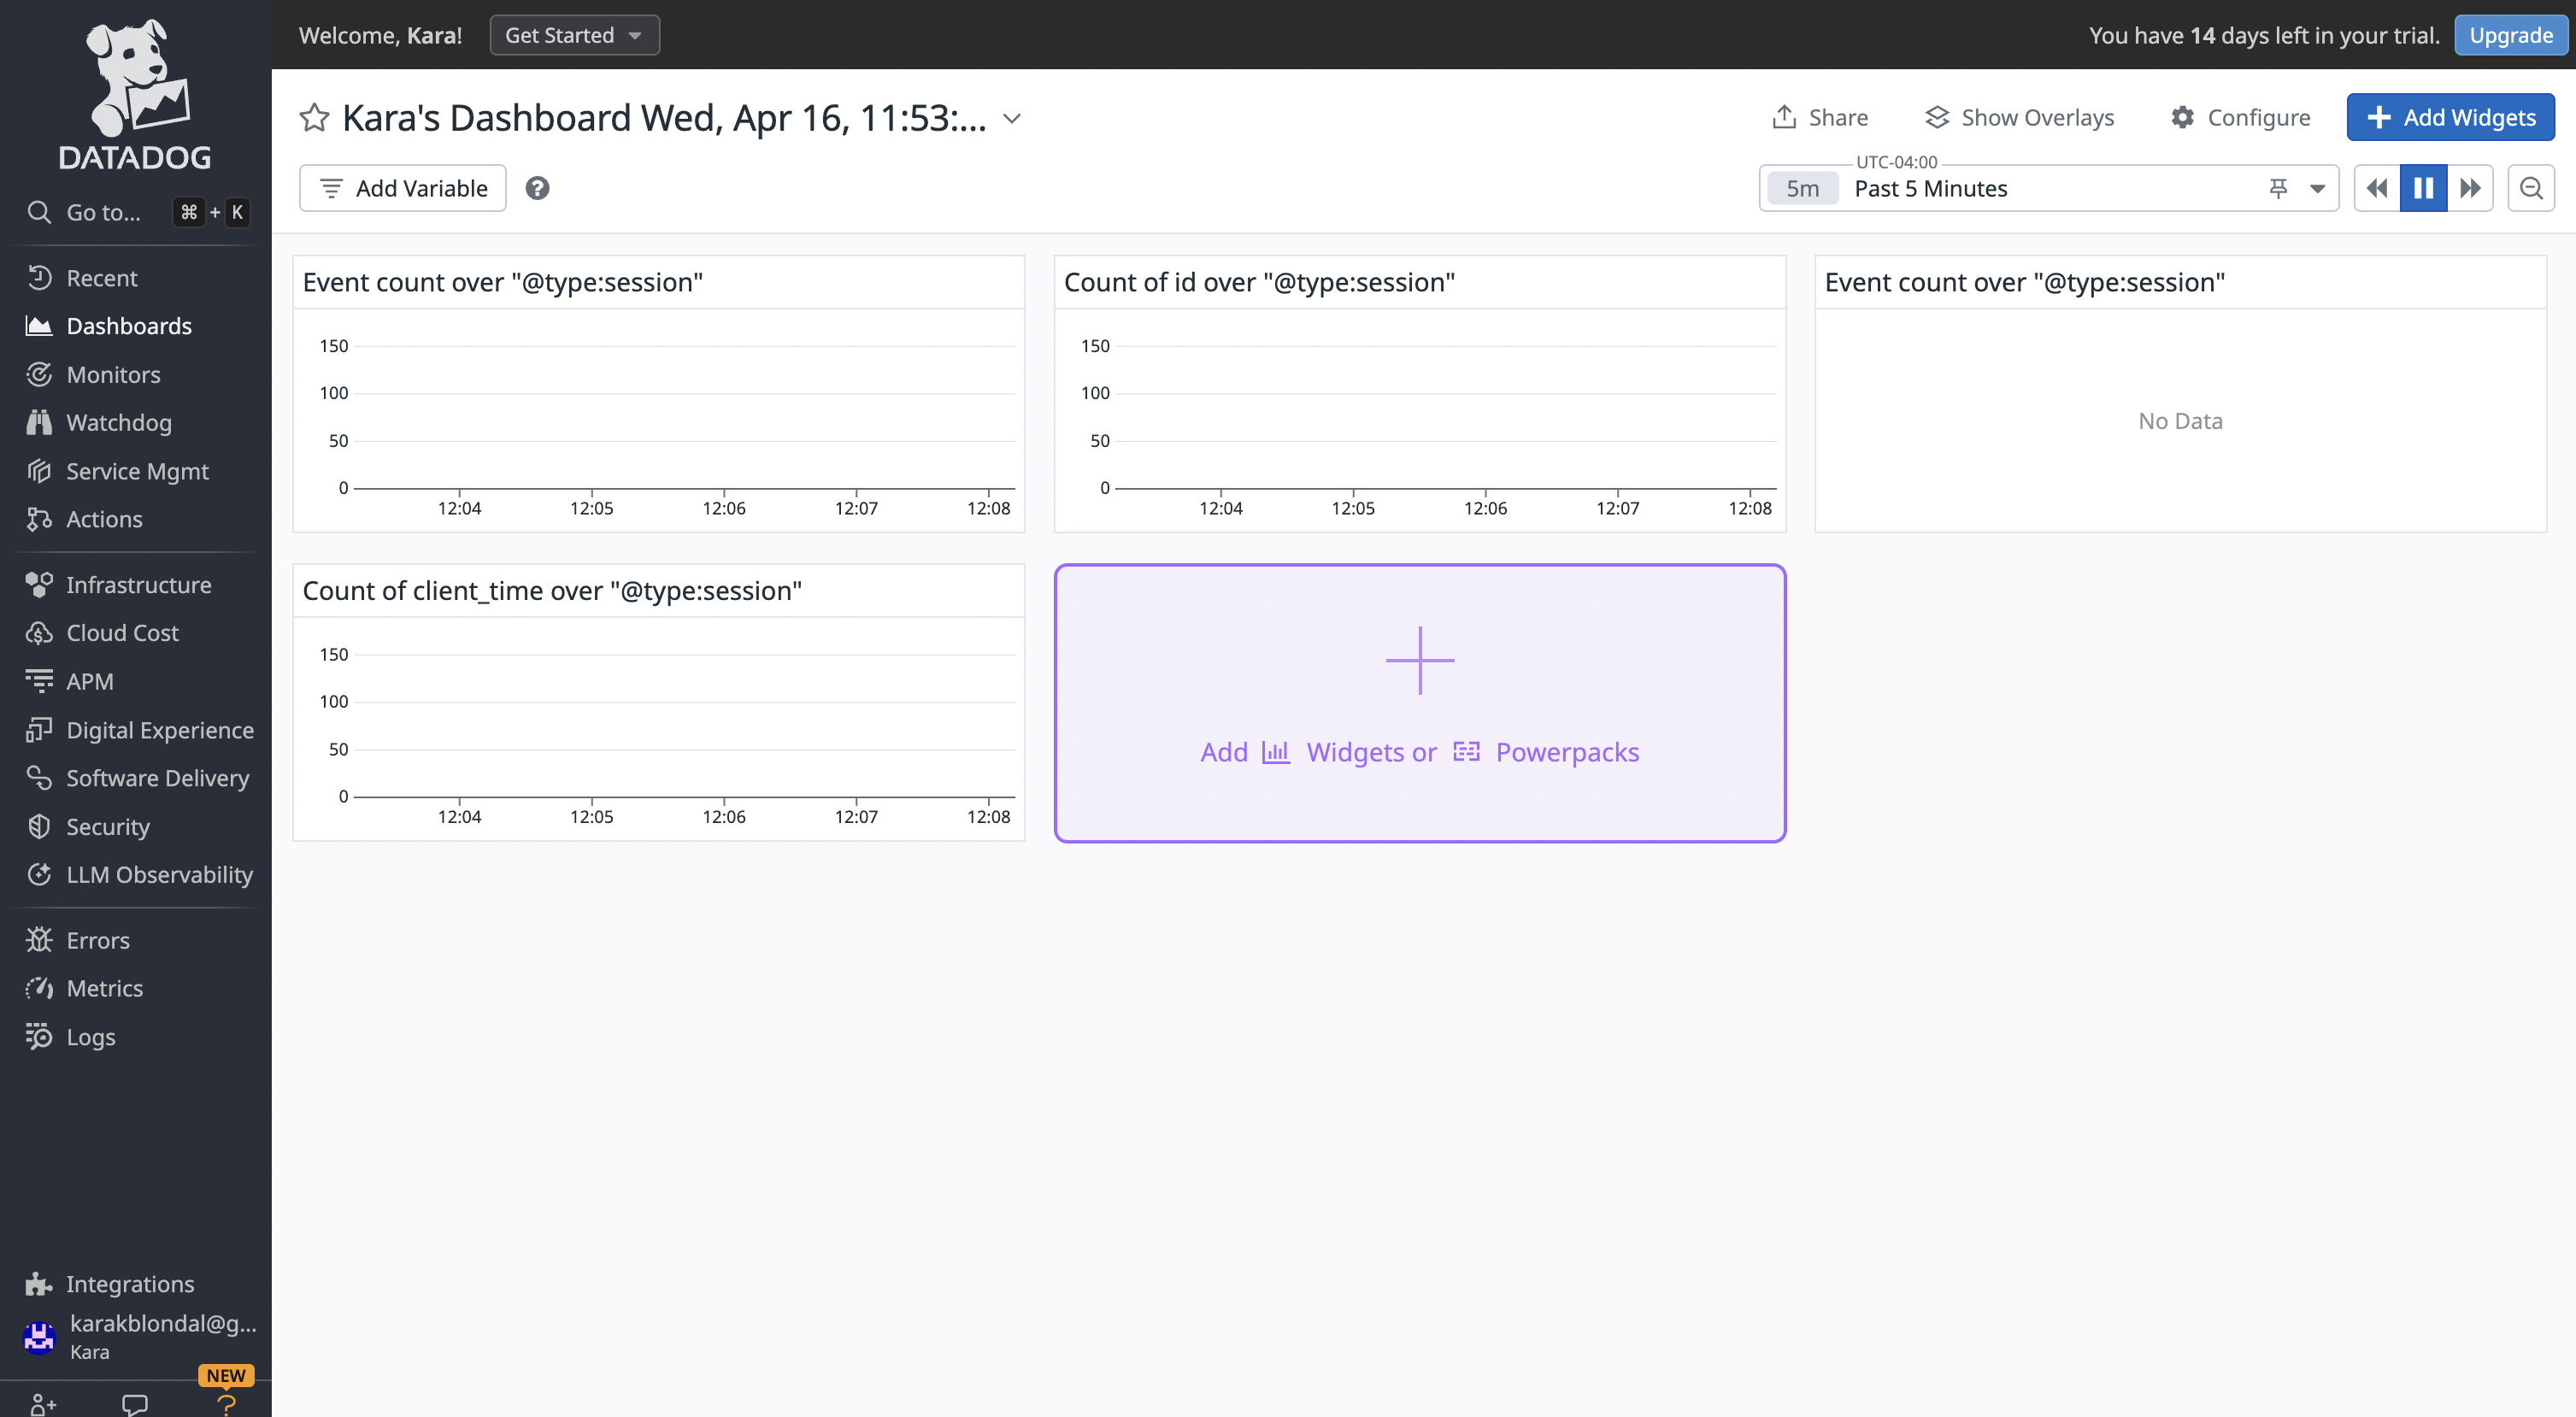 DATADOG
Go to... ⌘ + K
Recent
Dashboards
Monitors
Watchdog
Service Mgmt
Actions
Infrastructure
Cloud Cost
APM
Digital Experience
Software Delivery
Security
LLM Observability
Errors
Metrics
Logs
Integrations
karakblondal@g...
Kara
NEW
Welcome, Kara!
Get Started
You have 14 days left in your trial.
Upgrade
Kara's Dashboard Wed, Apr 16, 11:53:...
Share
Show Overlays
Configure
Add Widgets
Add Variable
UTC-04:00
5m Past 5 Minutes
Event count over "@type:session"
150
100
50
0
12:04 12:05 12:06 12:07 12:08
Count of id over "@type:session"
150
100
50
0
12:04 12:05 12:06 12:07 12:08
Event count over "@type:session"
No Data
Count of client_time over "@type:session"
150
100
50
0
12:04 12:05 12:06 12:07 12:08
Add Widgets or Powerpacks